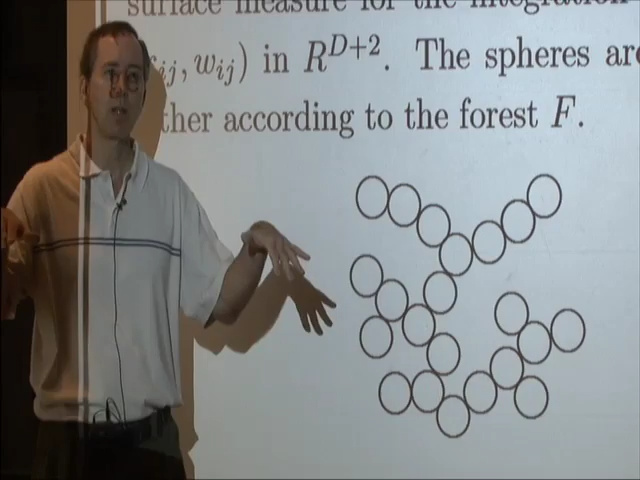 surface measure for the integration
ij, w_{ij}) in R^{D+2}. The spheres are
ther according to the forest F.